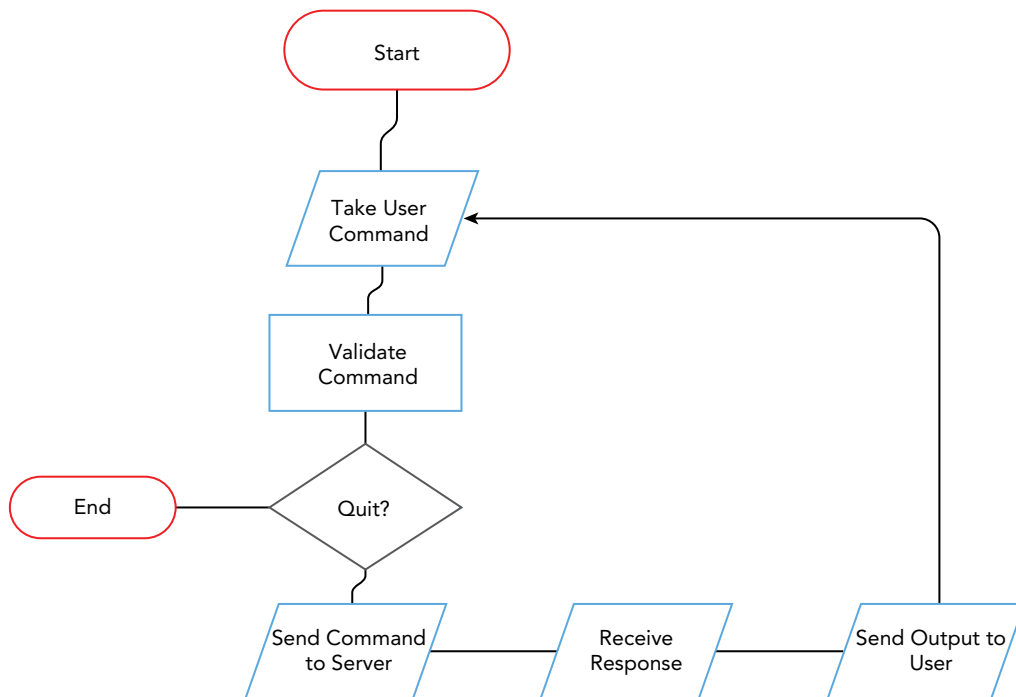 Start
Take User
Command
Validate
Command
End
Quit?
Send Command
to Server
Receive
Response
Send Output to
User